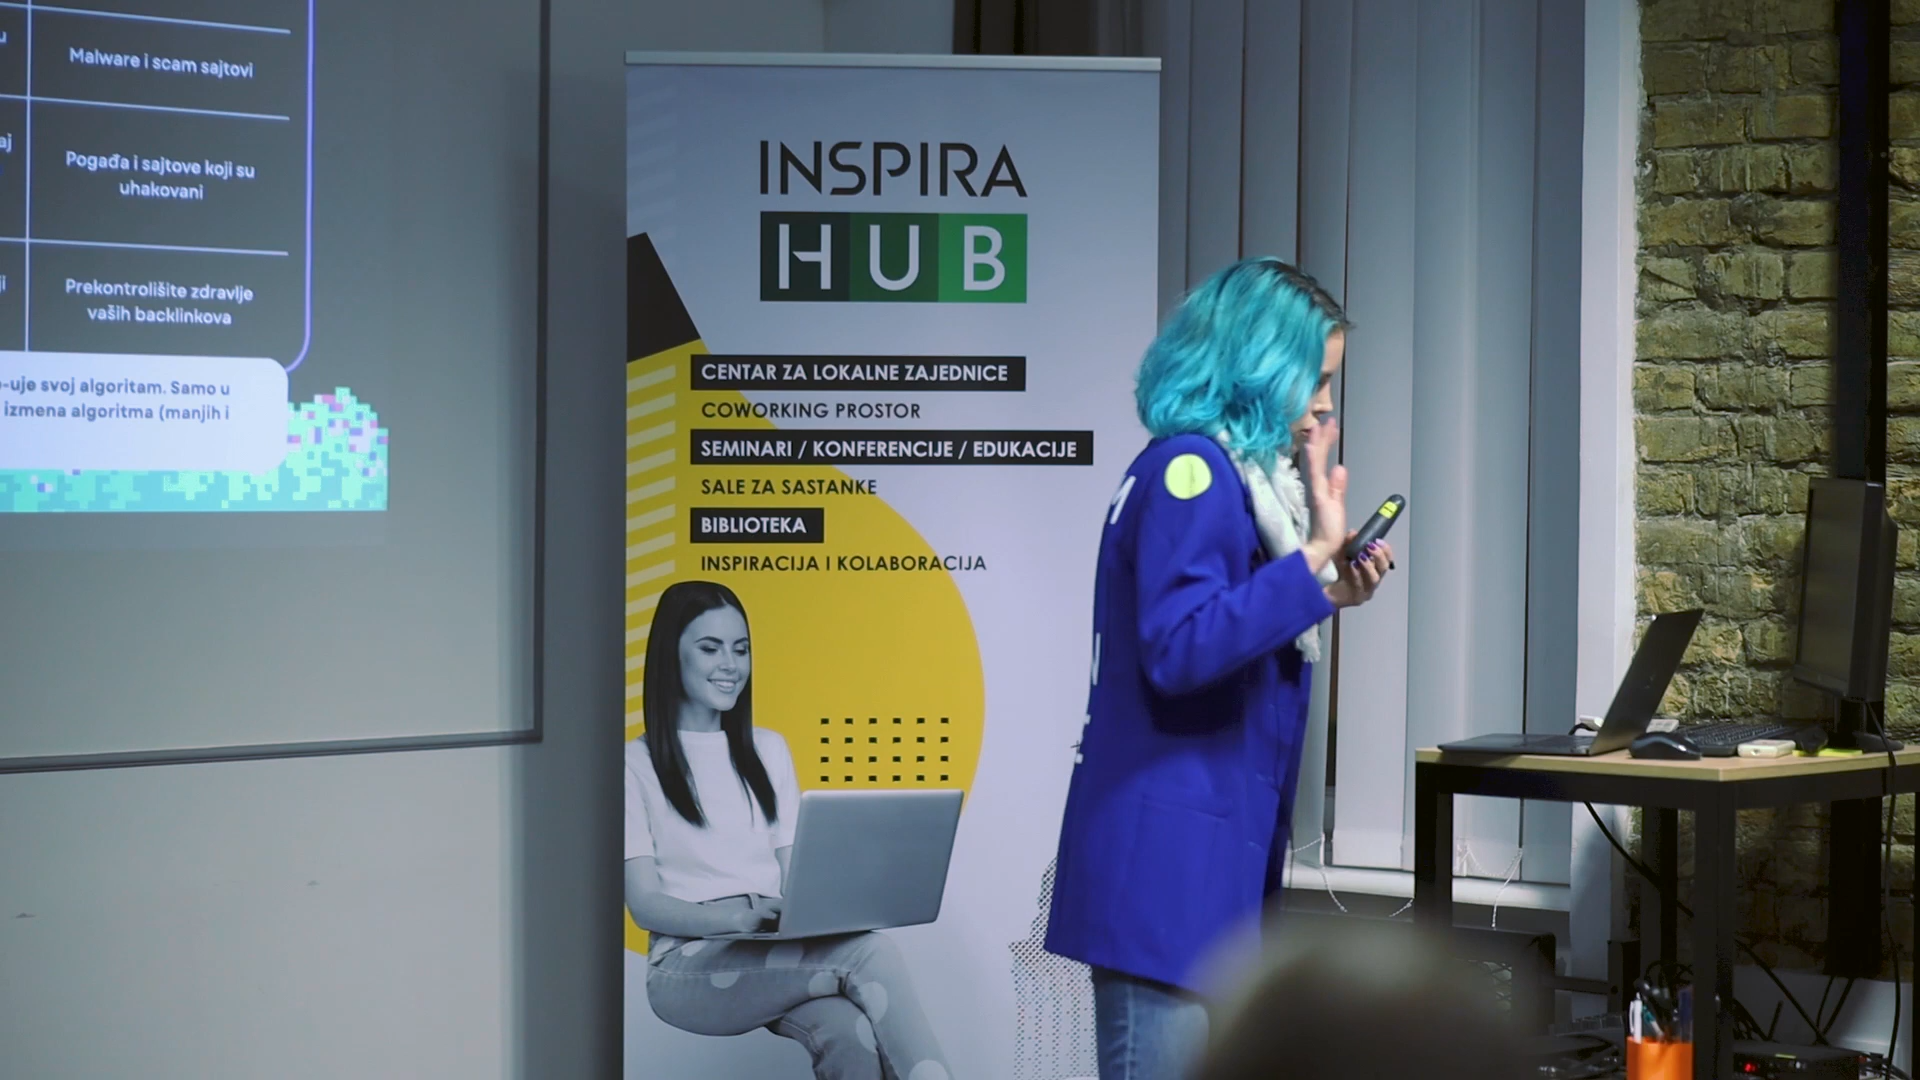 Malware i scam sajtovi
Pogađa i sajtove koji su
uhakovani
Prekontrolišite zdravlje
vaših backlinkova
-uje svoj algoritam. Samo u
izmena algoritma (manjih i
INSPIRA
HUB
CENTAR ZA LOKALNE ZAJEDNICE
COWORKING PROSTOR
SEMINARI / KONFERENCIJE / EDUKACIJE
SALE ZA SASTANKE
BIBLIOTEKA
INSPIRACIJA I KOLABORACIJA